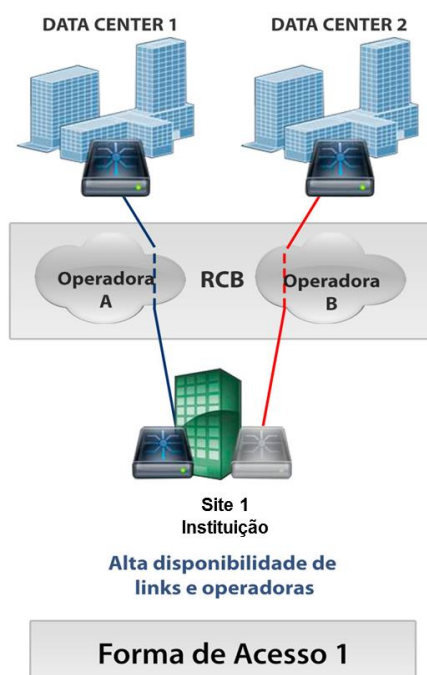 DATA CENTER 1
DATA CENTER 2
Operadora
A
RCB
Operadora
B
Site 1
Instituição
Alta disponibilidade de
links e operadoras
Forma de Acesso 1